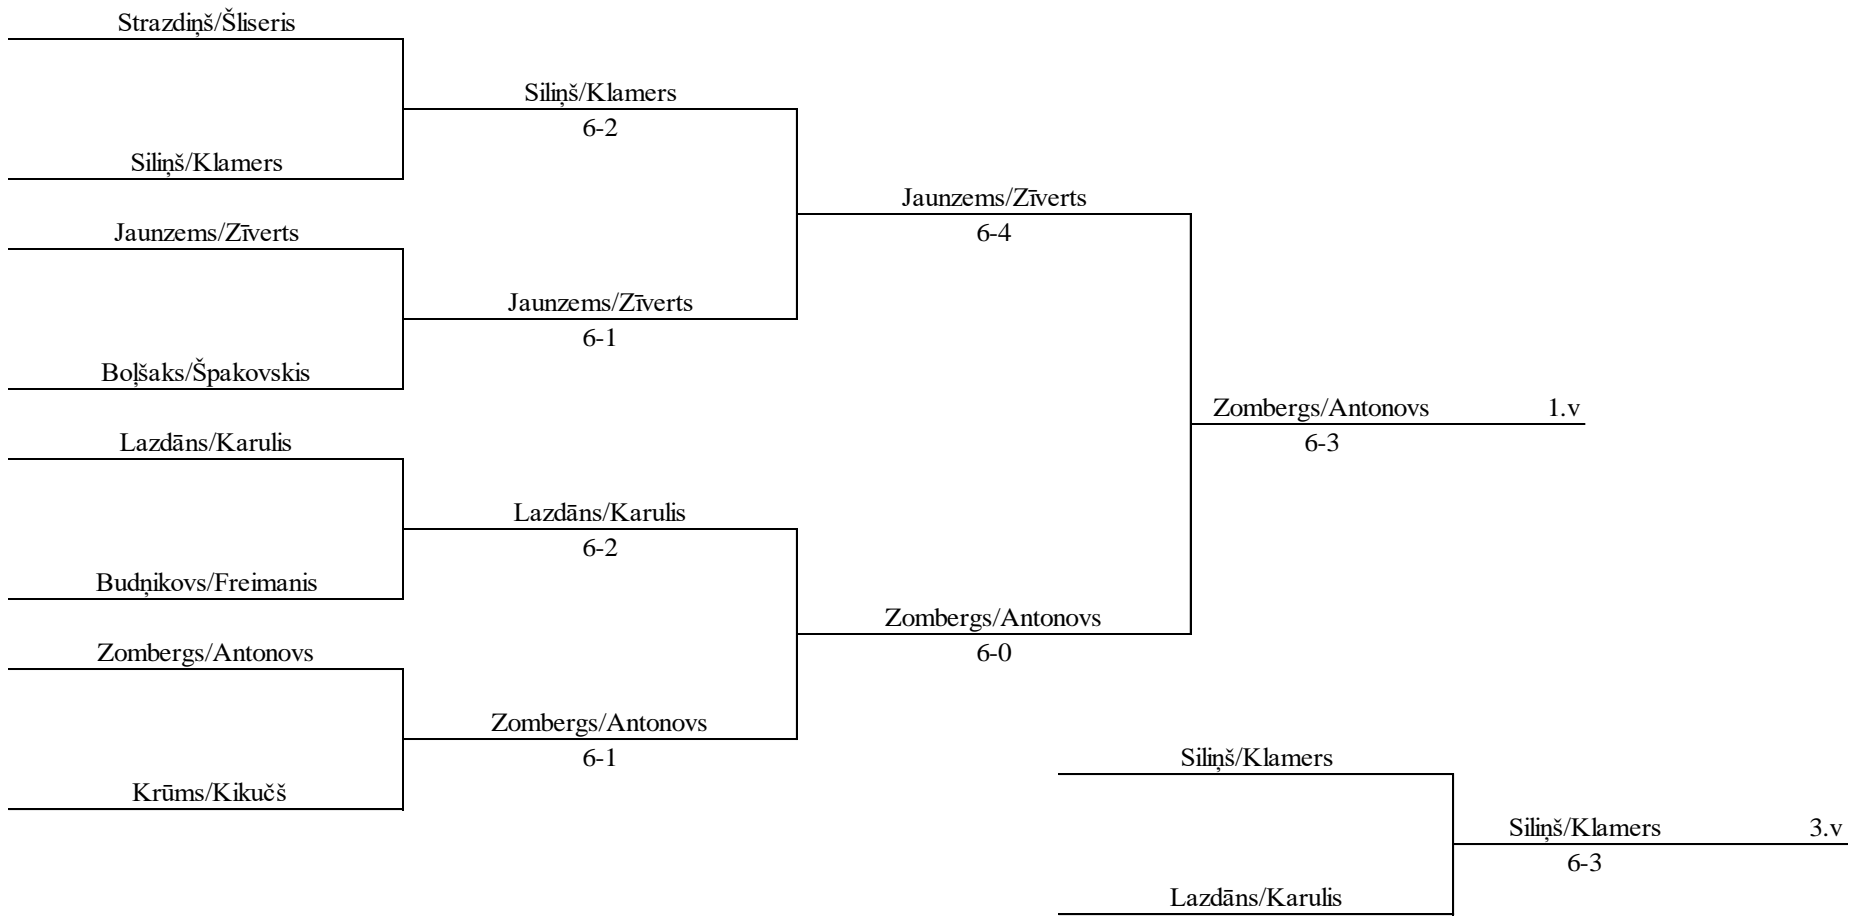 Strazdiņš/Šliseris
Siliņš/Klamers
6-2
Siliņš/Klamers
Jaunzems/Zīverts
6-4
Jaunzems/Zīverts
Jaunzems/Zīverts
6-1
Boļšaks/Špakovskis
Zombergs/Antonovs 1.v
6-3
Lazdāns/Karulis
Lazdāns/Karulis
6-2
Budņikovs/Freimanis
Zombergs/Antonovs
6-0
Zombergs/Antonovs
Zombergs/Antonovs
6-1
Krūms/Kikučš
Siliņš/Klamers
Siliņš/Klamers 3.v
6-3
Lazdāns/Karulis